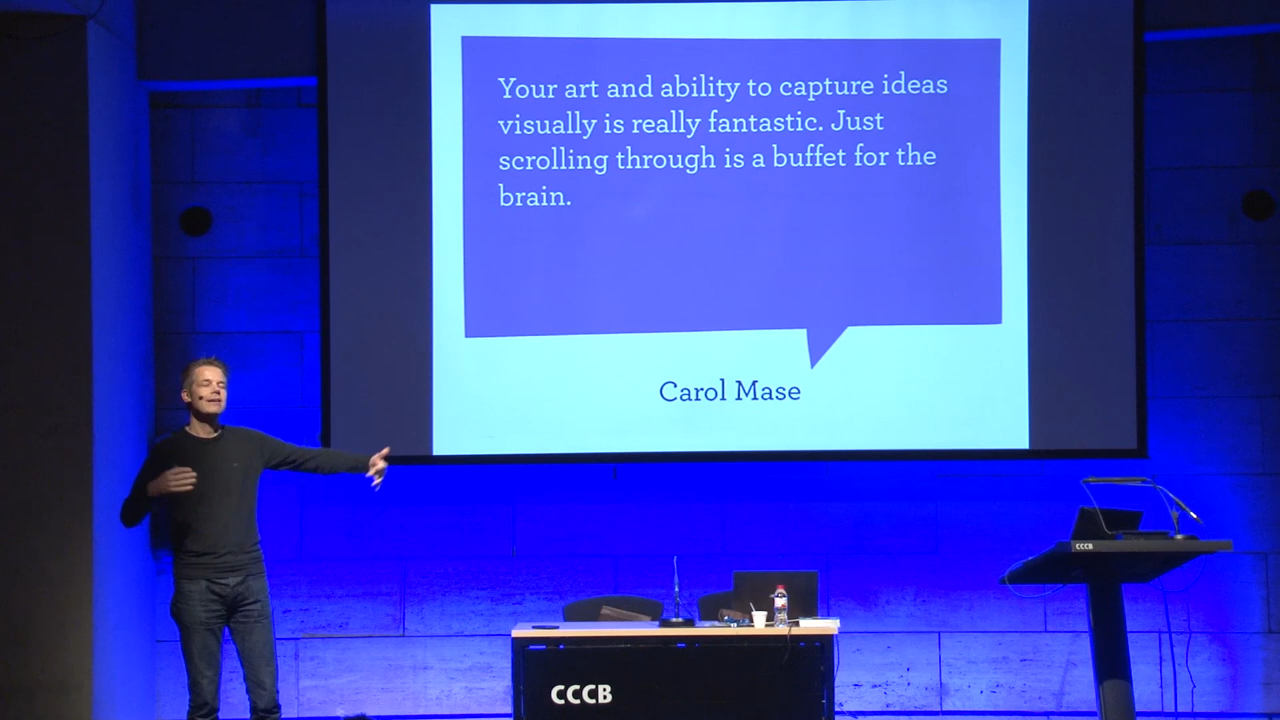 Your art and ability to capture ideas
visually is really fantastic. Just
scrolling through is a buffet for the
brain.
Carol Mase
CCCB
CCCB